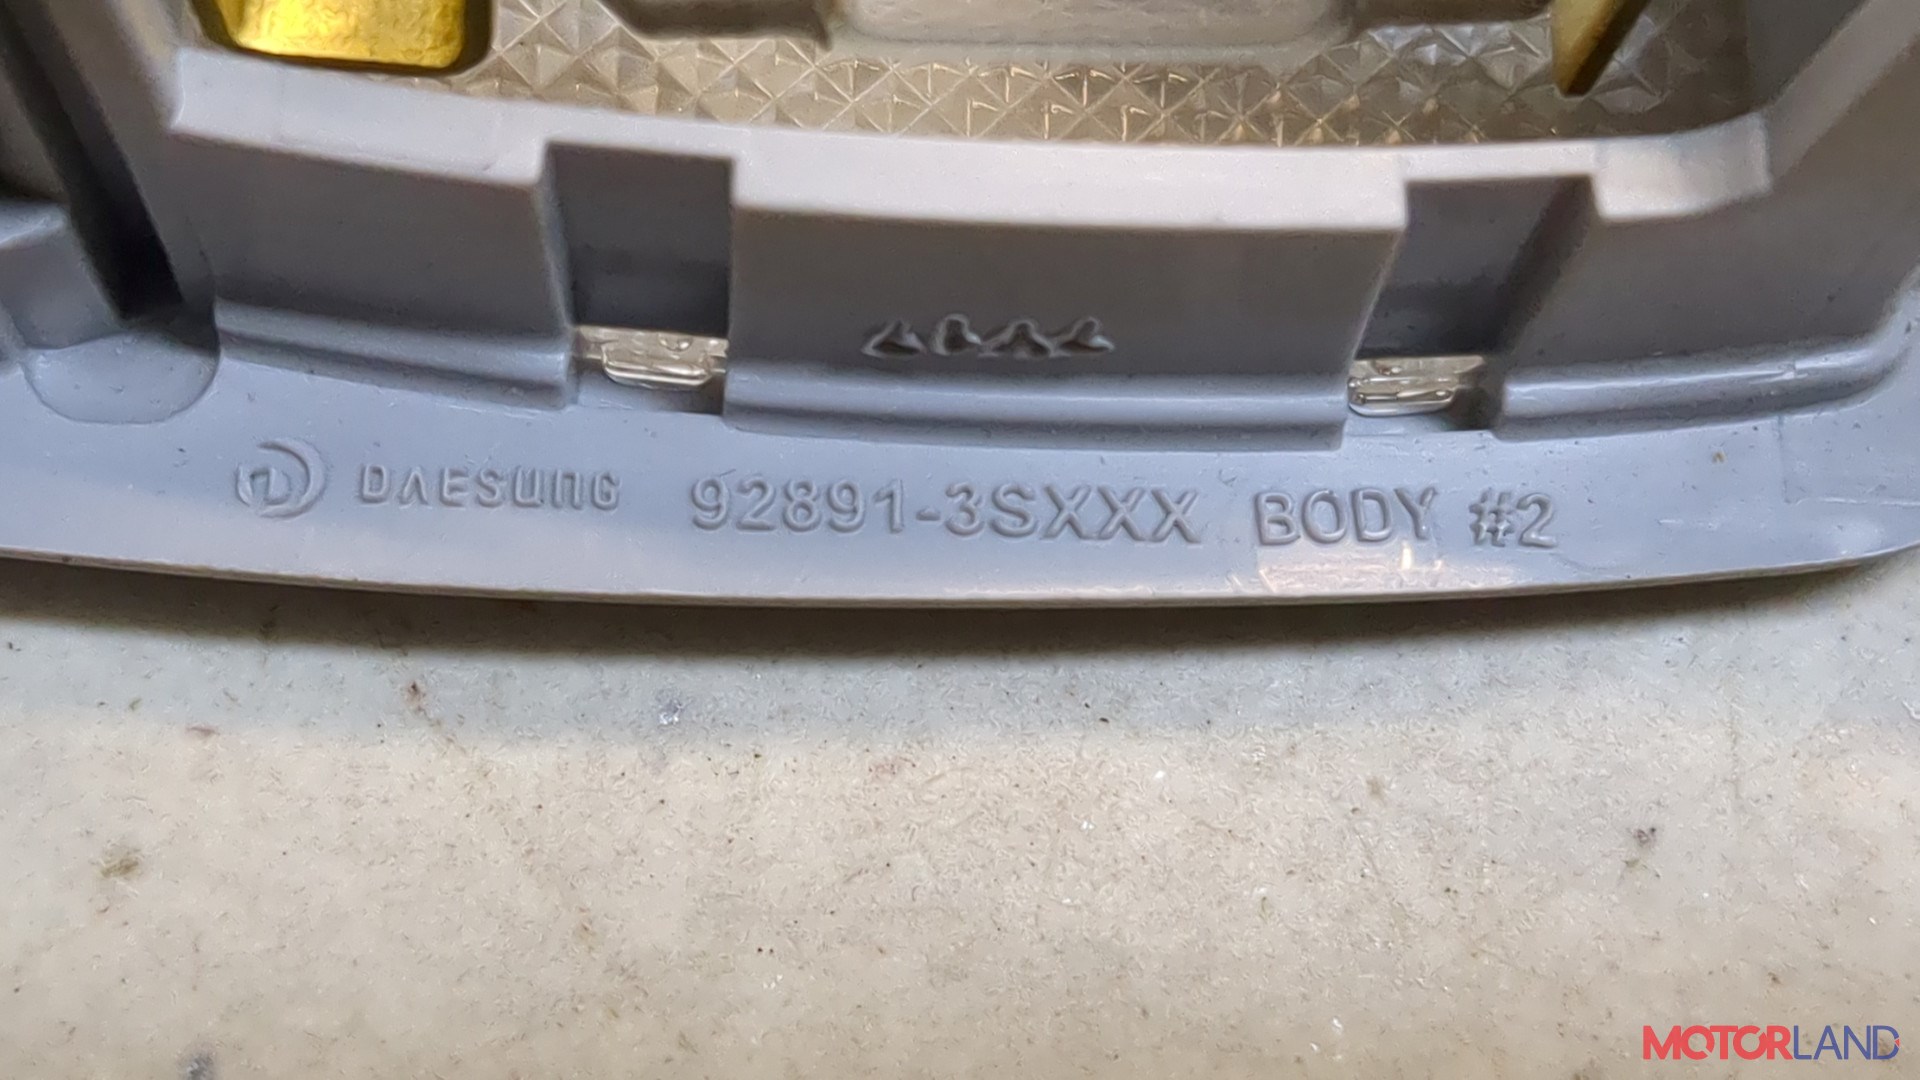 DAESUNG 92891-3SXXX BODY #2
MOTORLAND